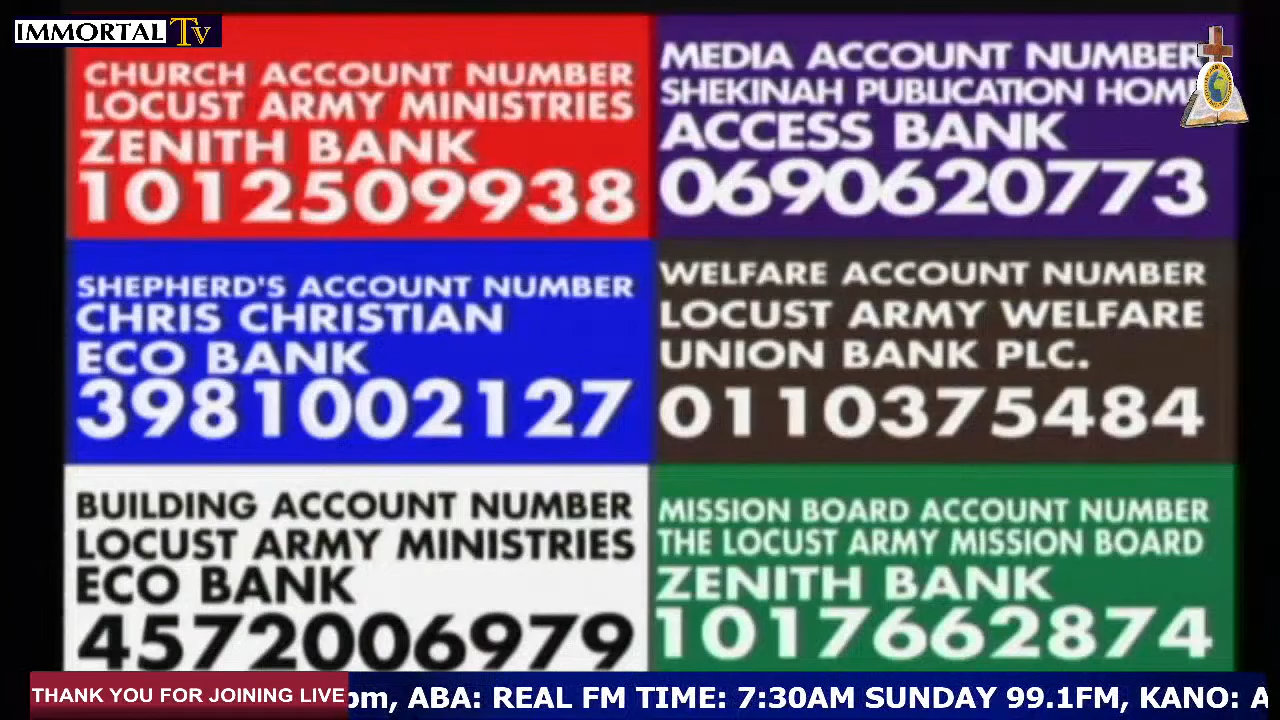 IMMORTAL TV
CHURCH ACCOUNT NUMBER
LOCUST ARMY MINISTRIES
ZENITH BANK
1012509938
MEDIA ACCOUNT NUMBER
SHEKINAH PUBLICATION HOM
ACCESS BANK
0690620773
SHEPHERD'S ACCOUNT NUMBER
CHRIS CHRISTIAN
ECO BANK
3981002127
WELFARE ACCOUNT NUMBER
LOCUST ARMY WELFARE
UNION BANK PLC.
0110375484
BUILDING ACCOUNT NUMBER
LOCUST ARMY MINISTRIES
ECO BANK
4572006979
MISSION BOARD ACCOUNT NUMBER
THE LOCUST ARMY MISSION BOARD
ZENITH BANK
1017662874
THANK YOU FOR JOINING LIVE
om, ABA: REAL FM TIME: 7:30AM SUNDAY 99.1FM, KANO: A